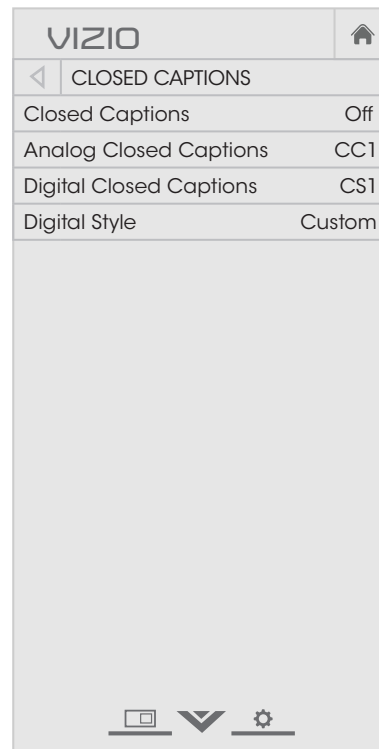 VIZIO
CLOSED CAPTIONS
Closed Captions Off
Analog Closed Captions CC1
Digital Closed Captions CS1
Digital Style Custom